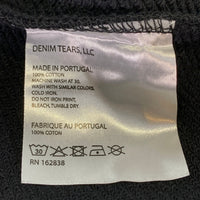 DENIM TEARS, LLC
MADE IN PORTUGAL
100% COTTON
MACHINE WASH AT 30.
WASH WITH SIMILAR COLORS.
COLD IRON.
DO NOT IRON PRINT,
BLEACH, TUMBLE DRY.
FABRIQUE AU PORTUGAL
100% COTTON
30
RN 162838